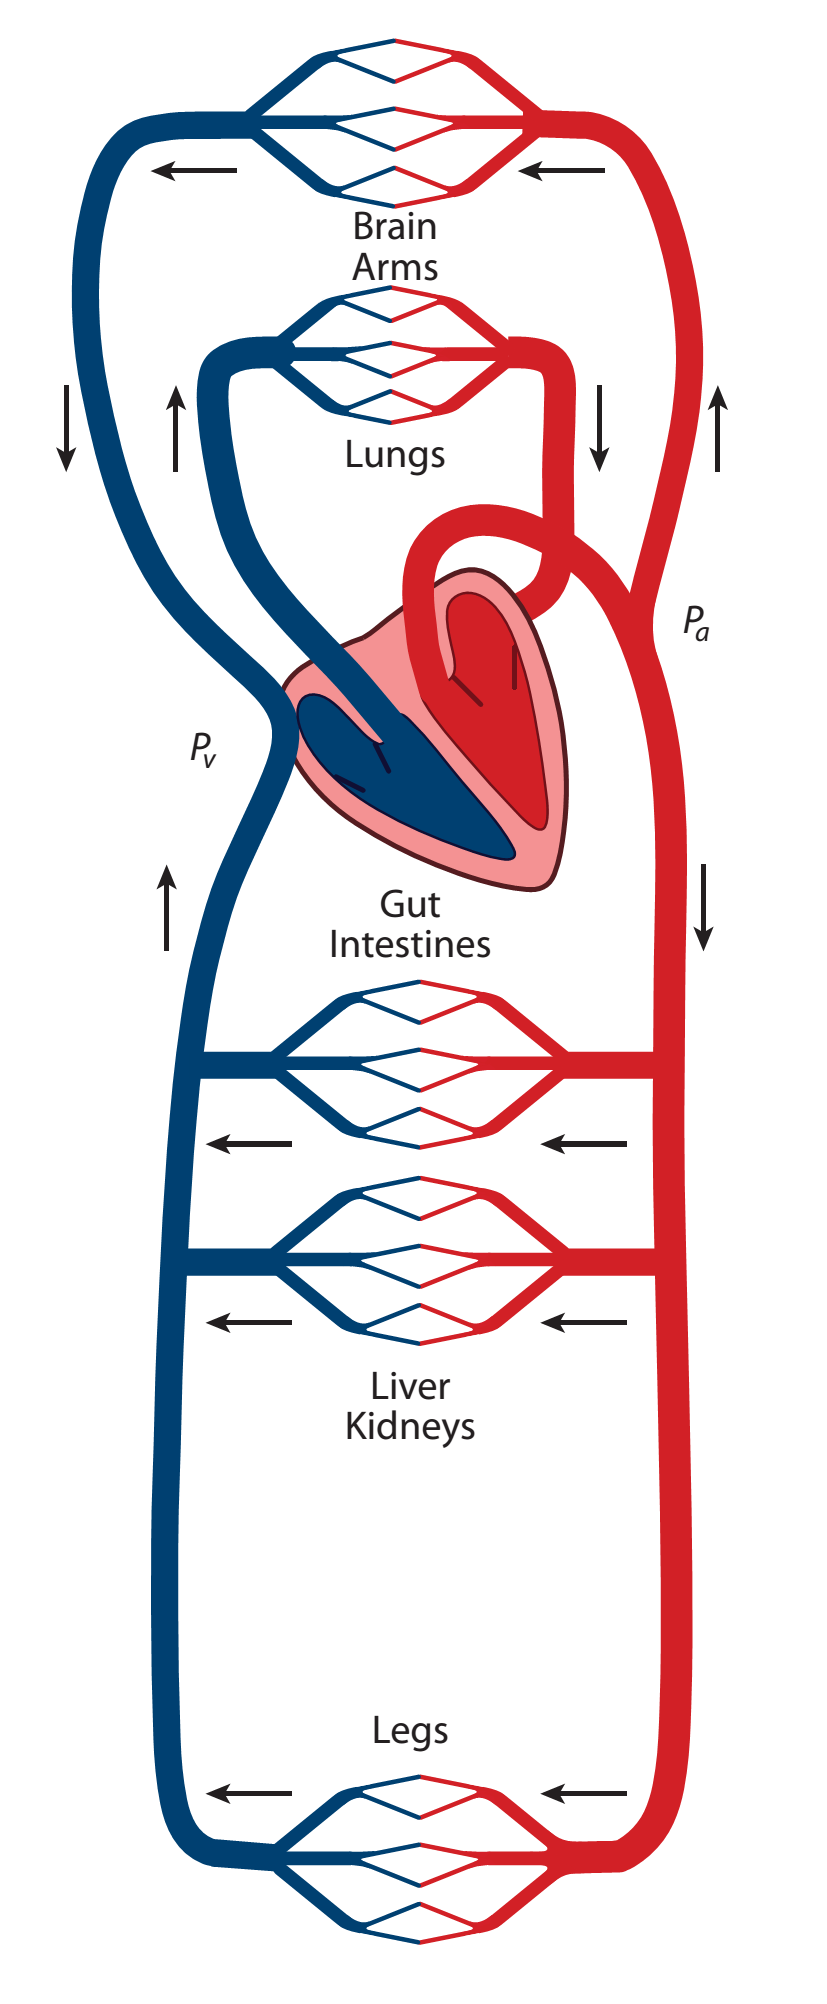 Brain
Arms
Lungs
Pa
Pv
Gut
Intestines
Liver
Kidneys
Legs